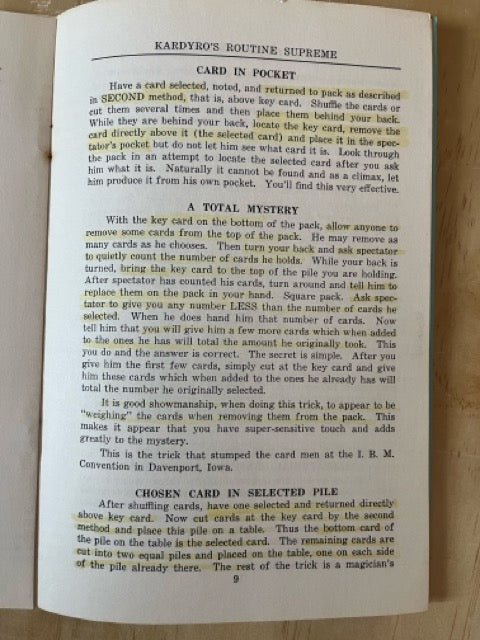 KARDYRO'S ROUTINE SUPREME
CARD IN POCKET
Have a card selected, noted, and returned to pack as described
in SECOND method, that is, above key card. Shuffle the cards or
cut them several times and then place them behind your back.
While they are behind your back, locate the key card, remove the
card directly above it (the selected card) and place it in the spec-
tator's pocket but do not let him see what card it is. Look through
the pack in an attempt to locate the selected card after you ask
him what it is. Naturally it cannot be found and as a climax, let
him produce it from his own pocket. You'll find this very effective.
A TOTAL MYSTERY
With the key card on the bottom of the pack, allow anyone to
remove some cards from the top of the pack. He may remove as
many cards as he chooses. Then turn your back and ask spectator
to quietly count the number of cards he holds. While your back is
turned, bring the key card to the top of the pile you are holding.
After spectator has counted his cards, turn around and tell him to
replace them on the pack in your hand. Square pack. Ask spec-
tator to give you any number LESS than the number of cards he
selected. When he does hand him that number of cards. Now
tell him that you will give him a few more cards which when added
to the ones he has will total the amount he originally took. This
you do and the answer is correct. The secret is simple. After you
give him the first few cards, simply cut at the key card and give
him these cards which when added to the ones he already has will
total the number he originally selected.
It is good showmanship, when doing this trick, to appear to be
"weighing" the cards when removing them from the pack. This
makes it appear that you have super-sensitive touch and adds
greatly to the mystery.
This is the trick that stumped the card men at the I. B. M.
Convention in Davenport, Iowa.
CHOSEN CARD IN SELECTED PILE
After shuffling cards, have one selected and returned directly
above key card. Now cut cards at the key card by the second
method and place this pile on a table. Thus the bottom card of
the pile on the table is the selected card. The remaining cards are
cut into two equal piles and placed on the table, one on each side
of the pile already there. The rest of the trick is a magician's
9